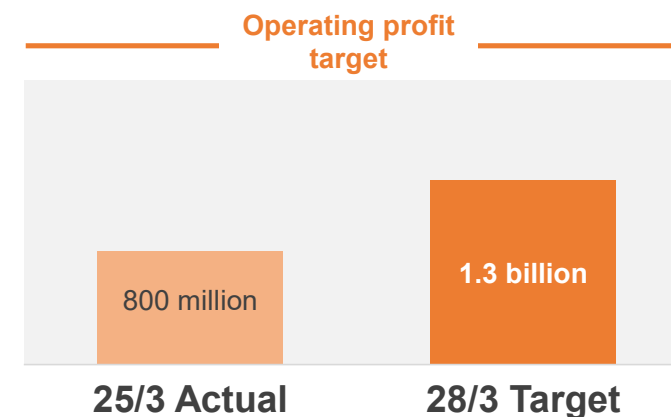 Operating profit
target
800 million
1.3 billion
25/3 Actual
28/3 Target